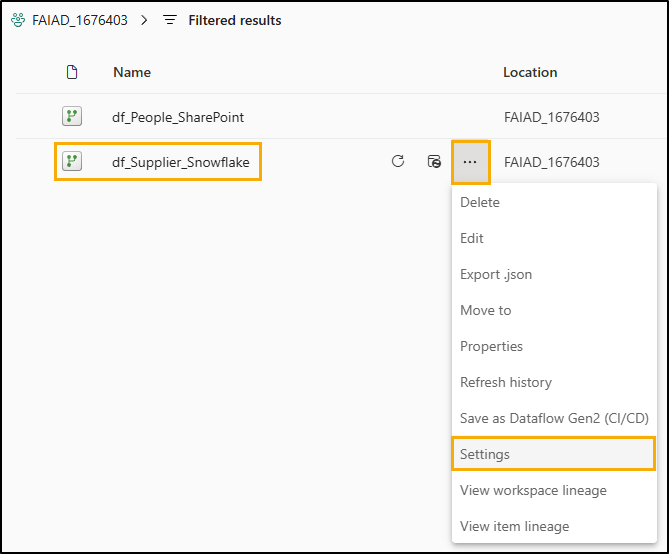 FAIAD_1676403 > Filtered results
Name Location
df_People_SharePoint FAIAD_1676403
df_Supplier_Snowflake ... FAIAD_1676403
Delete
Edit
Export .json
Move to
Properties
Refresh history
Save as Dataflow Gen2 (CI/CD)
Settings
View workspace lineage
View item lineage